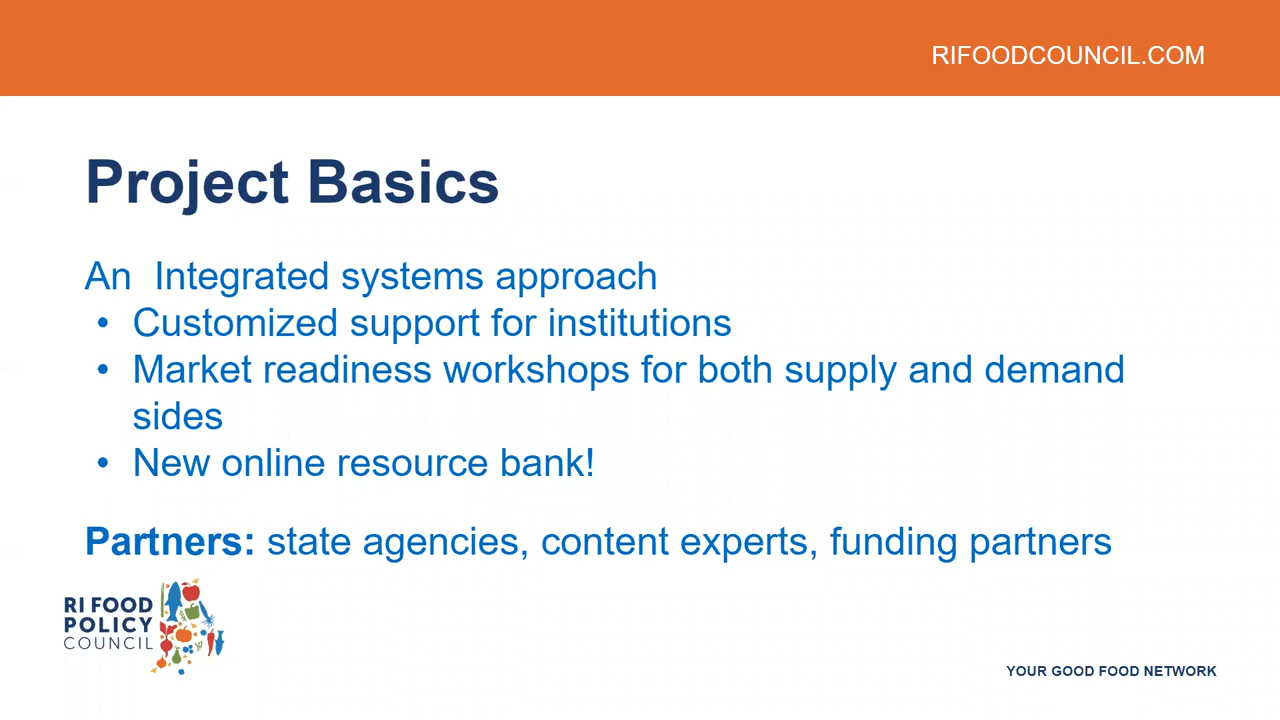 RIFOODCOUNCIL.COM
Project Basics
An  Integrated systems approach
• Customized support for institutions
• Market readiness workshops for both supply and demand
sides
• New online resource bank!
Partners: state agencies, content experts, funding partners
RI FOOD
POLICY
COUNCIL
YOUR GOOD FOOD NETWORK